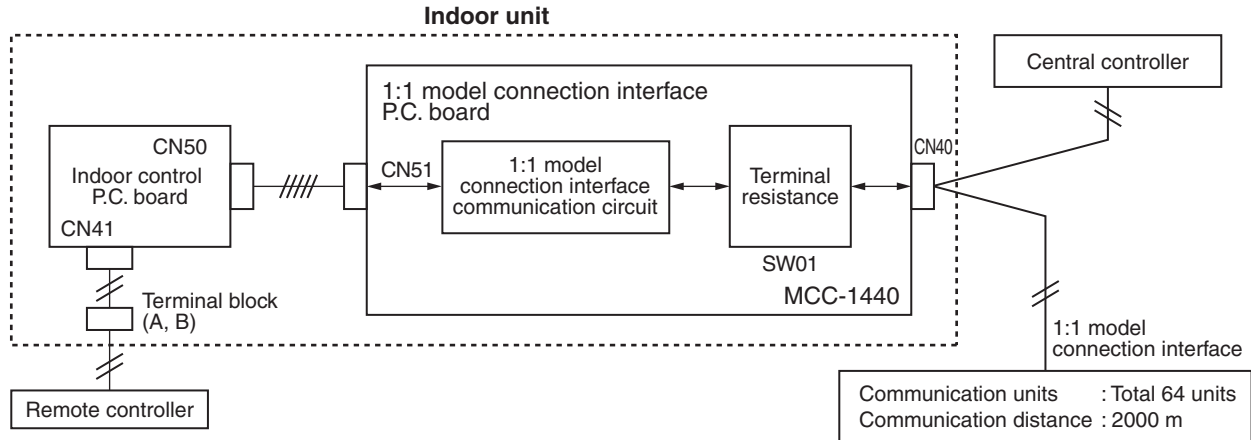 Indoor unit
Central controller
1:1 model connection interface
P.C. board
CN50
Indoor control
P.C. board
CN41
CN51
1:1 model
connection interface
communication circuit
Terminal
resistance
CN40
SW01
MCC-1440
Terminal block
(A, B)
Remote controller
1:1 model
connection interface
Communication units : Total 64 units
Communication distance : 2000 m